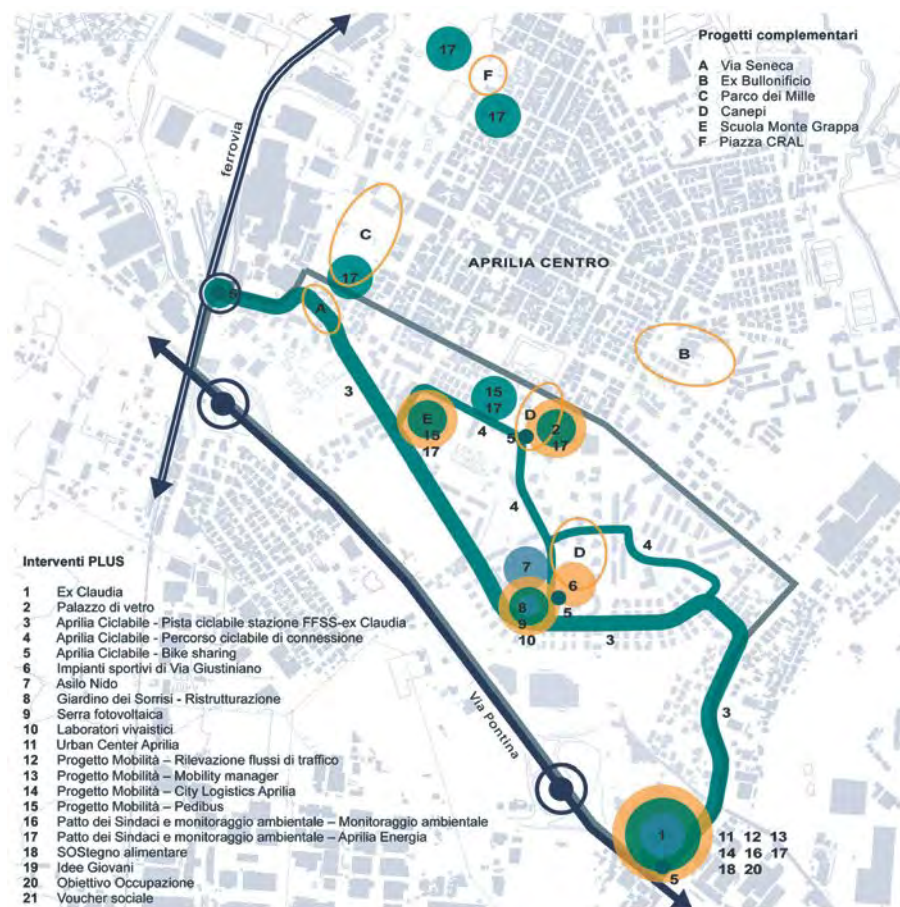 Progetti complementari
A Via Seneca
B Ex Bullonificio
C Parco dei Mille
D Canepi
E Scuola Monte Grappa
F Piazza CRAL
17
F
17
ferrovia
C
APRILIA CENTRO
17
5
A
B
3
15
17
E
15
17
4
D
5
2
17
4
4
D
7
6
8
9
10
5
3
3
Via Pontina
1
5
11 12 13
14 16 17
18 20
Interventi PLUS
1 Ex Claudia
2 Palazzo di vetro
3 Aprilia Ciclabile - Pista ciclabile stazione FFSS-ex Claudia
4 Aprilia Ciclabile - Percorso ciclabile di connessione
5 Aprilia Ciclabile - Bike sharing
6 Impianti sportivi di Via Giustiniano
7 Asilo Nido
8 Giardino dei Sorrisi - Ristrutturazione
9 Serra fotovoltaica
10 Laboratori vivaistici
11 Urban Center Aprilia
12 Progetto Mobilità – Rilevazione flussi di traffico
13 Progetto Mobilità – Mobility manager
14 Progetto Mobilità – City Logistics Aprilia
15 Progetto Mobilità – Pedibus
16 Patto dei Sindaci e monitoraggio ambientale – Monitoraggio ambientale
17 Patto dei Sindaci e monitoraggio ambientale – Aprilia Energia
18 SOStegno alimentare
19 Idee Giovani
20 Obiettivo Occupazione
21 Voucher sociale